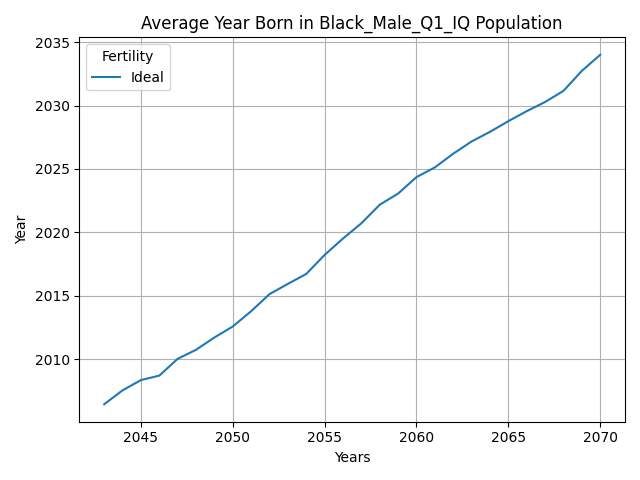 Average Year Born in Black_Male_Q1_IQ Population
Fertility
Ideal
Year
2035
2030
2025
2020
2015
2010
2045 2050 2055 2060 2065 2070
Years